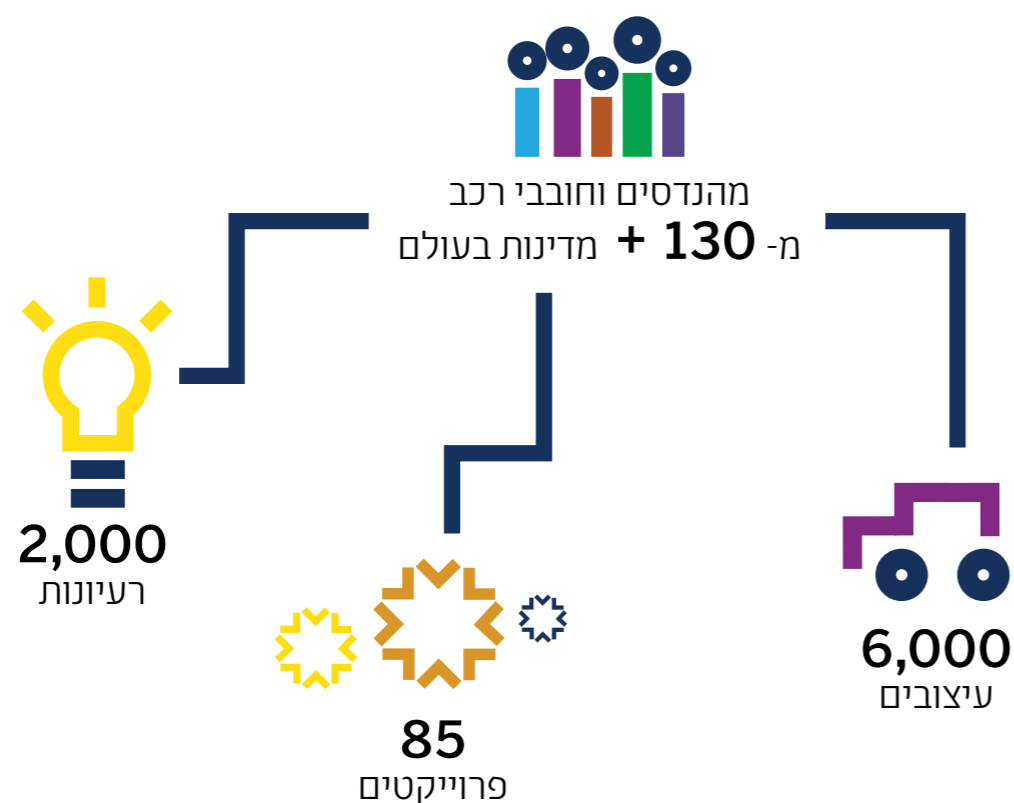 מהנדסים וחובבי רכב
מ- 130 + מדינות בעולם
2,000
רעיונות
85
פרוייקטים
6,000
עיצובים